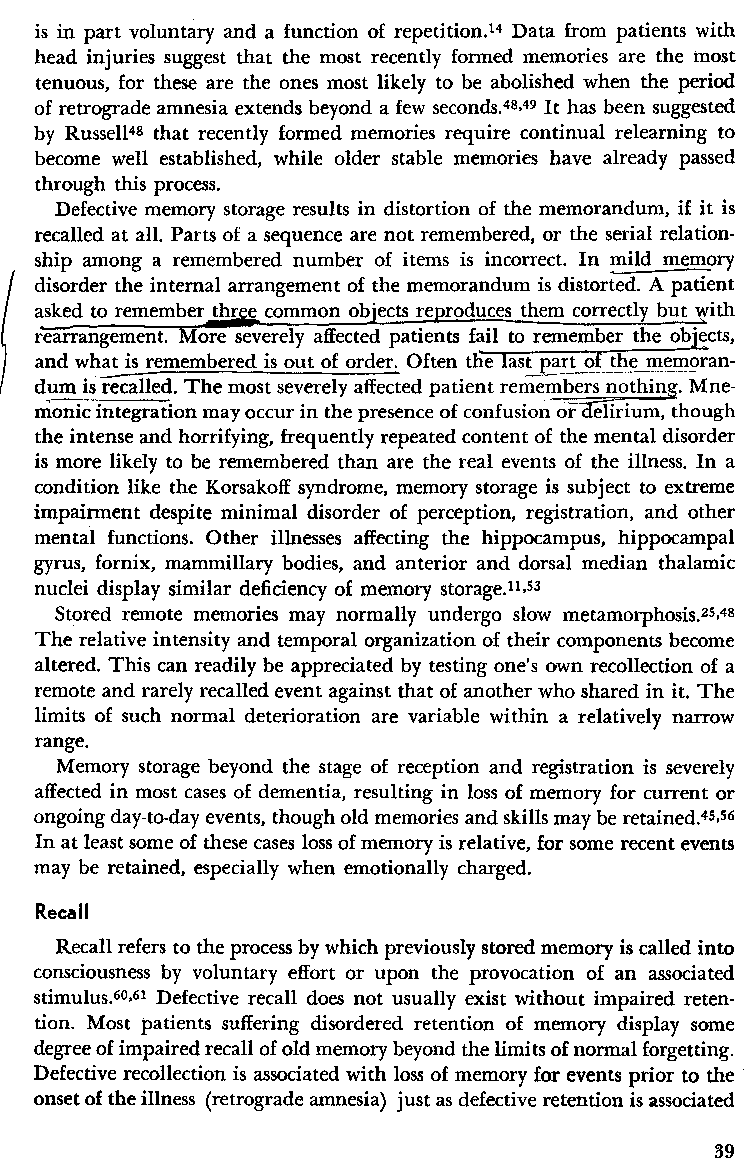 is in part voluntary and a function of repetition.14 Data from patients with
head injuries suggest that the most recently formed memories are the most
tenuous, for these are the ones most likely to be abolished when the period
of retrograde amnesia extends beyond a few seconds.48,49 It has been suggested
by Russell48 that recently formed memories require continual relearning to
become well established, while older stable memories have already passed
through this process.
Defective memory storage results in distortion of the memorandum, if it is
recalled at all. Parts of a sequence are not remembered, or the serial relation-
ship among a remembered number of items is incorrect. In mild memory
disorder the internal arrangement of the memorandum is distorted. A patient
asked to remember three common objects reproduces them correctly but with
rearrangement. More severely affected patients fail to remember the objects,
and what is remembered is out of order. Often the last part of the memoran-
dum is recalled. The most severely affected patient remembers nothing. Mne-
monic integration may occur in the presence of confusion or delirium, though
the intense and horrifying, frequently repeated content of the mental disorder
is more likely to be remembered than are the real events of the illness. In a
condition like the Korsakoff syndrome, memory storage is subject to extreme
impairment despite minimal disorder of perception, registration, and other
mental functions. Other illnesses affecting the hippocampus, hippocampal
gyrus, fornix, mammillary bodies, and anterior and dorsal median thalamic
nuclei display similar deficiency of memory storage.11,53
Stored remote memories may normally undergo slow metamorphosis.25,48
The relative intensity and temporal organization of their components become
altered. This can readily be appreciated by testing one's own recollection of a
remote and rarely recalled event against that of another who shared in it. The
limits of such normal deterioration are variable within a relatively narrow
range.
Memory storage beyond the stage of reception and registration is severely
affected in most cases of dementia, resulting in loss of memory for current or
ongoing day-to-day events, though old memories and skills may be retained.45,56
In at least some of these cases loss of memory is relative, for some recent events
may be retained, especially when emotionally charged.
Recall
Recall refers to the process by which previously stored memory is called into
consciousness by voluntary effort or upon the provocation of an associated
stimulus.60,61 Defective recall does not usually exist without impaired reten-
tion. Most patients suffering disordered retention of memory display some
degree of impaired recall of old memory beyond the limits of normal forgetting.
Defective recollection is associated with loss of memory for events prior to the
onset of the illness (retrograde amnesia) just as defective retention is associated
39